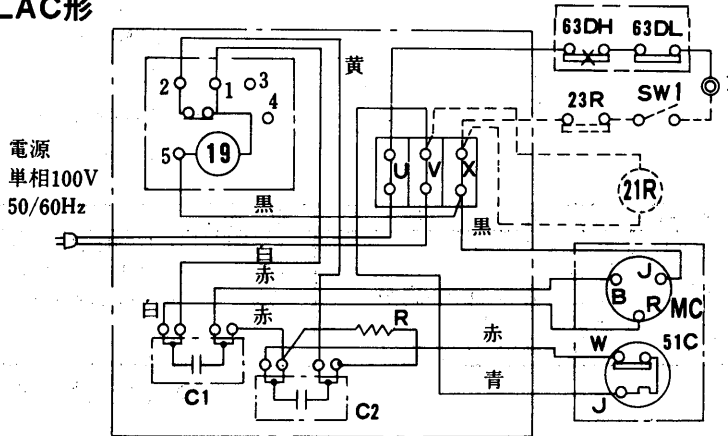 LAC形
63DH 63DL
黄
2 1 3
4
23R SW1
5 19
U V X
電源
単相100V
50/60Hz
21R
黒
黒
白
赤
J
B
R
MC
白
赤
R
赤
W
51C
青
J
C1
C2